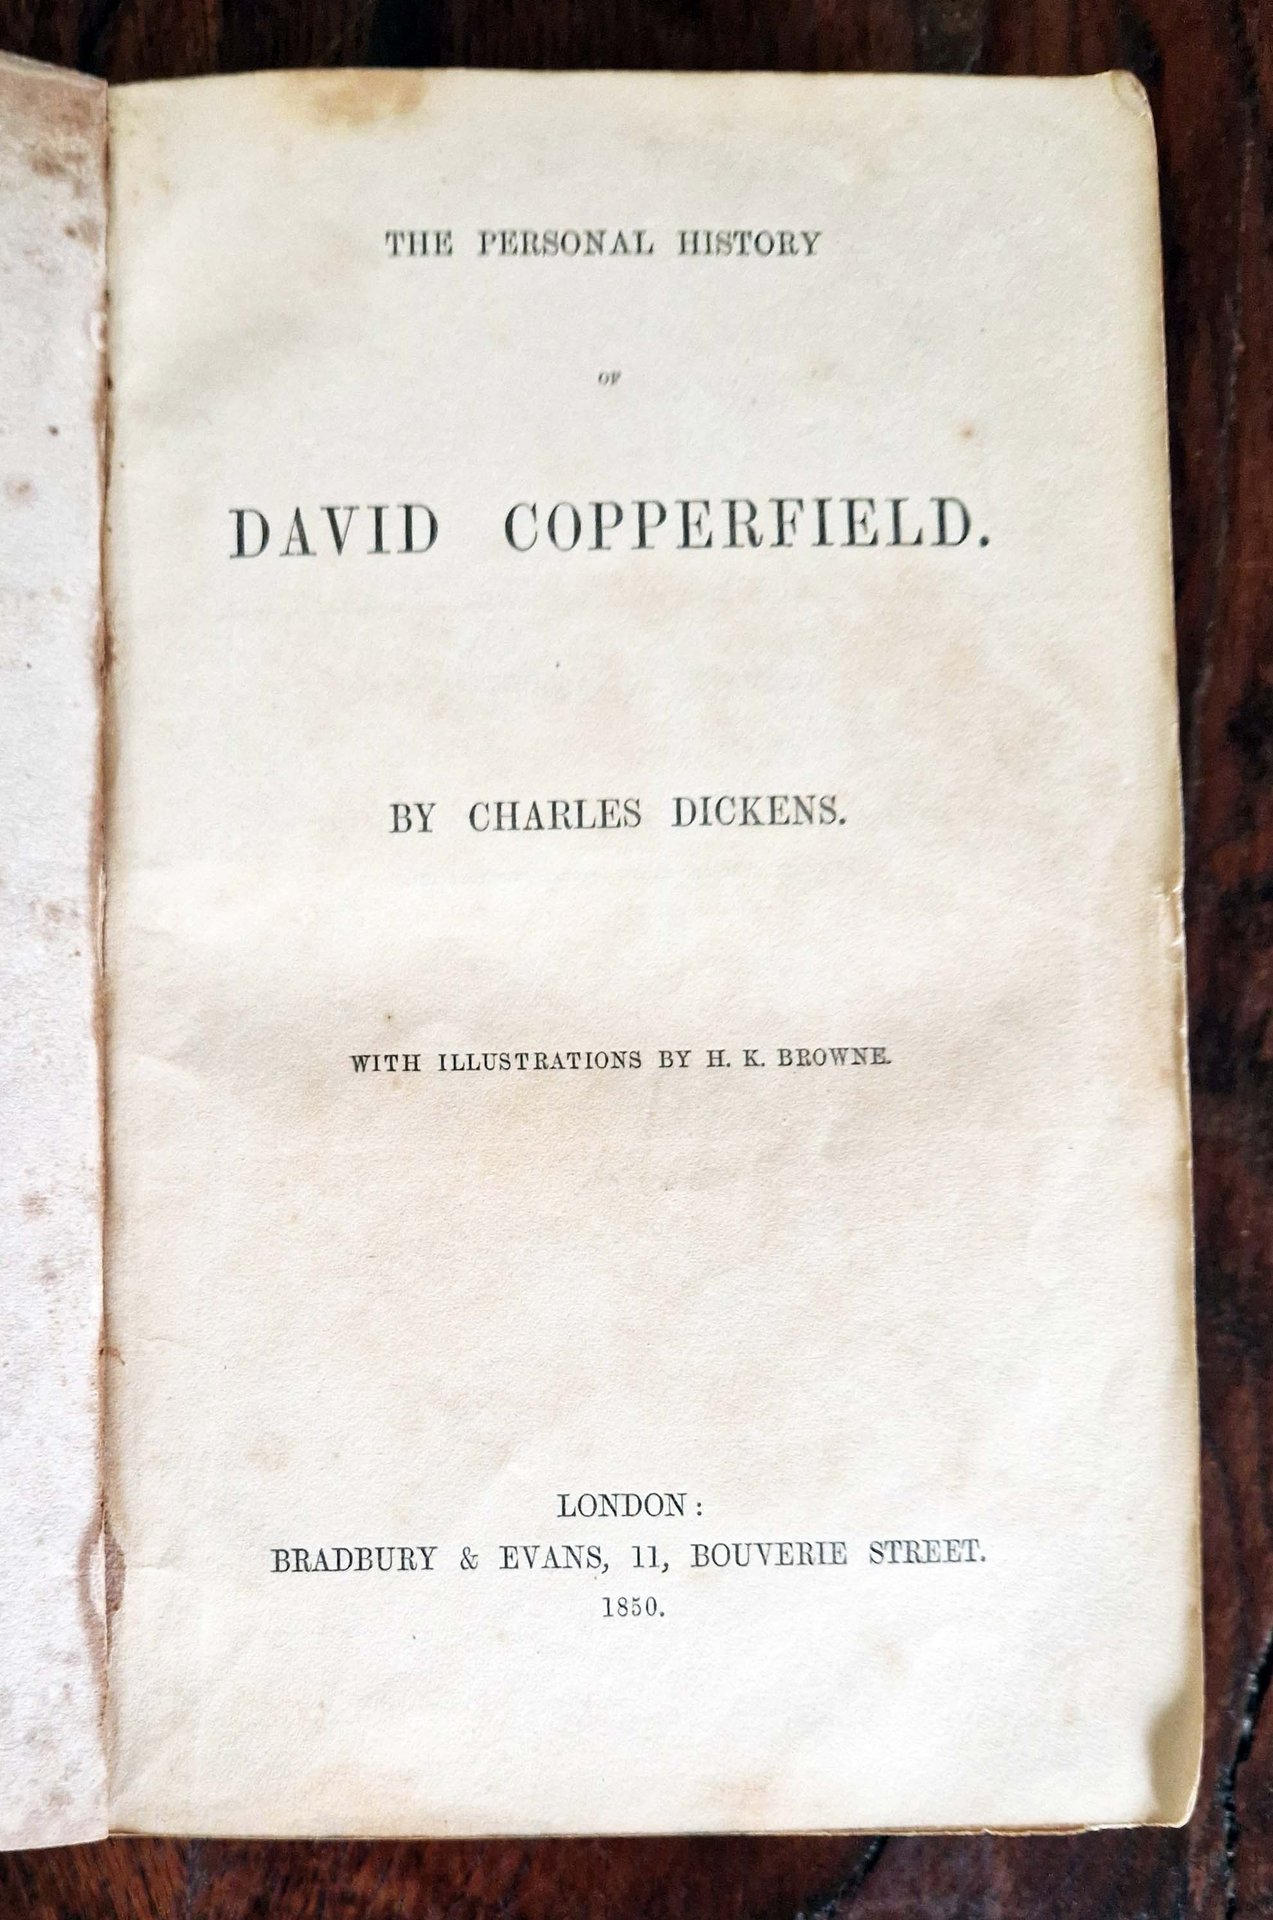 THE PERSONAL HISTORY
OF
DAVID COPPERFIELD.
BY CHARLES DICKENS.
WITH ILLUSTRATIONS BY H. K. BROWNE.
LONDON:
BRADBURY & EVANS, 11, BOUVERIE STREET.
1850.